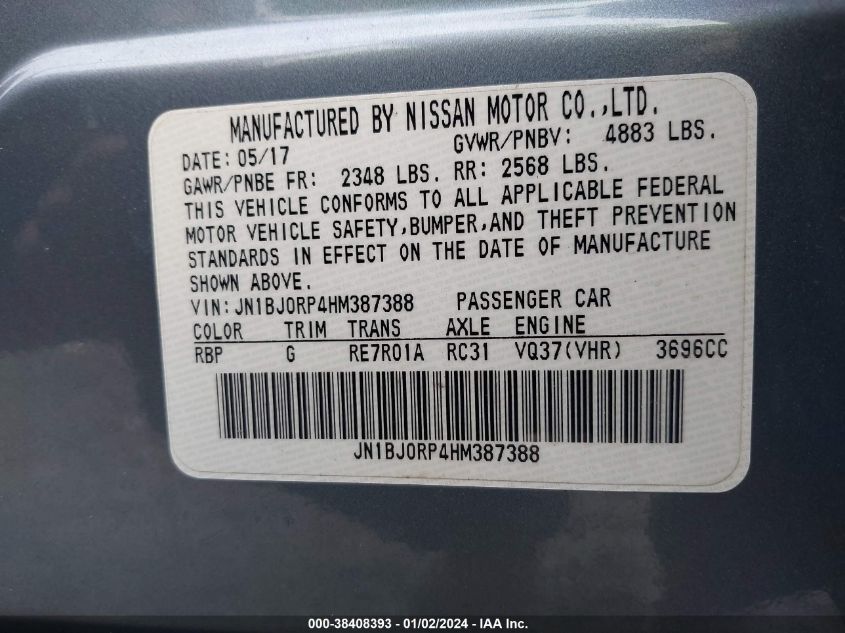 MANUFACTURED BY NISSAN MOTOR CO.,LTD.
DATE: 05/17 GVWR/PNBV: 4883 LBS.
GAWR/PNBE FR: 2348 LBS. RR: 2568 LBS.
THIS VEHICLE CONFORMS TO ALL APPLICABLE FEDERAL
MOTOR VEHICLE SAFETY,BUMPER,AND THEFT PREVENTION
STANDARDS IN EFFECT ON THE DATE OF MANUFACTURE
SHOWN ABOVE.
VIN:JN1BJ0RP4HM387388 PASSENGER CAR
COLOR TRIM TRANS AXLE ENGINE
RBP G RE7R01A RC31 VQ37(VHR) 3696CC
JN1BJ0RP4HM387388
000-38408393 - 01/02/2024 - IAA Inc.